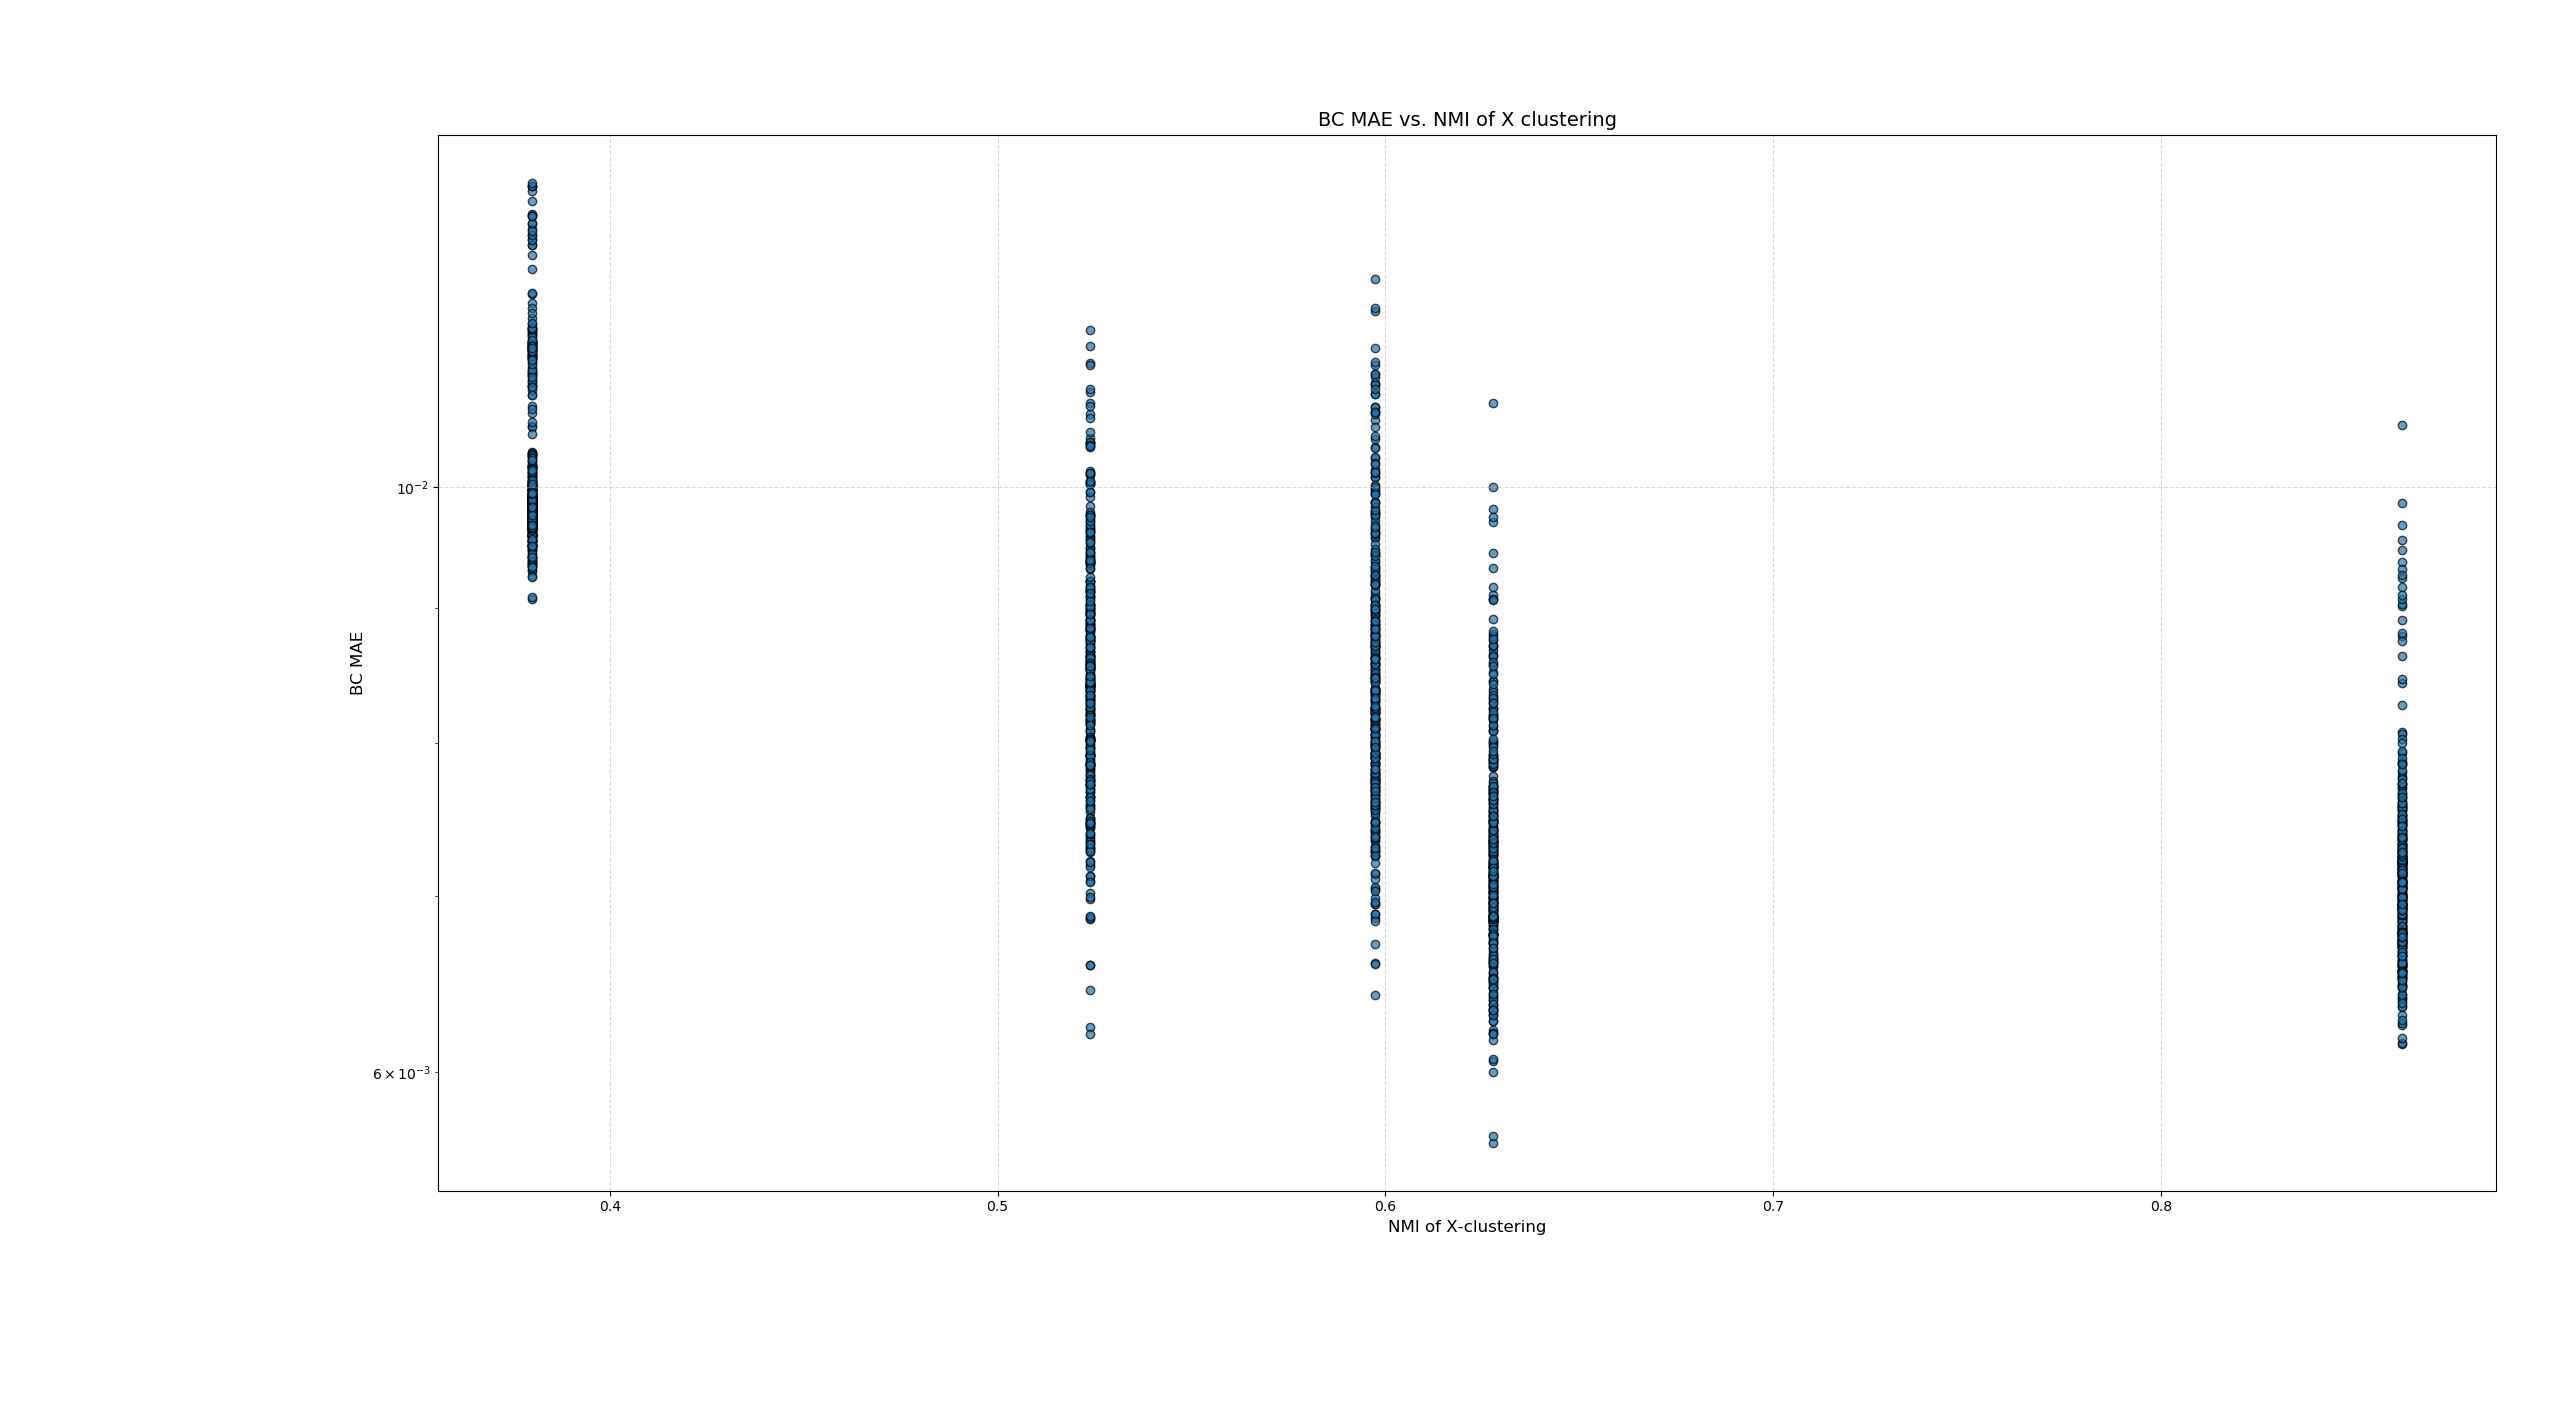 BC MAE vs. NMI of X clustering
BC MAE
10⁻²
6 × 10⁻³
0.4 0.5 0.6 0.7 0.8
NMI of X-clustering